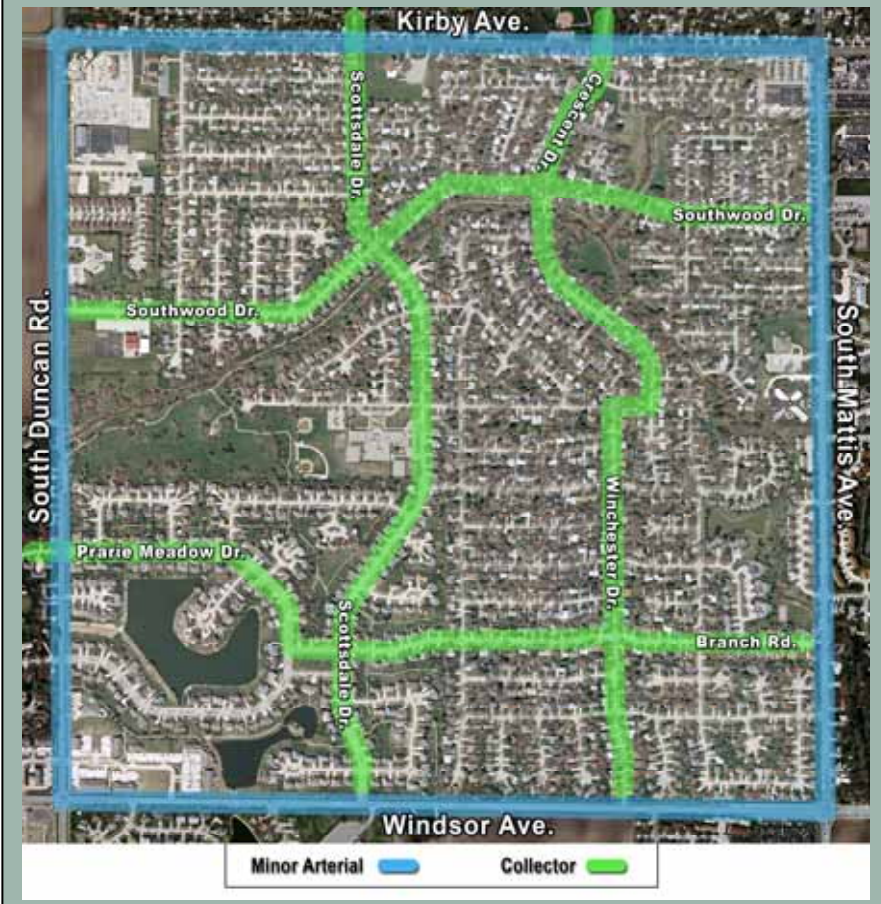 Kirby Ave.
Scottsdale Dr.
Crescent Dr.
Southwood Dr.
Southwood Dr.
South Duncan Rd.
South Mattis Ave.
Winchester Dr.
Prarie Meadow Dr.
Scottsdale Dr.
Branch Rd.
Windsor Ave.
Minor Arterial
Collector